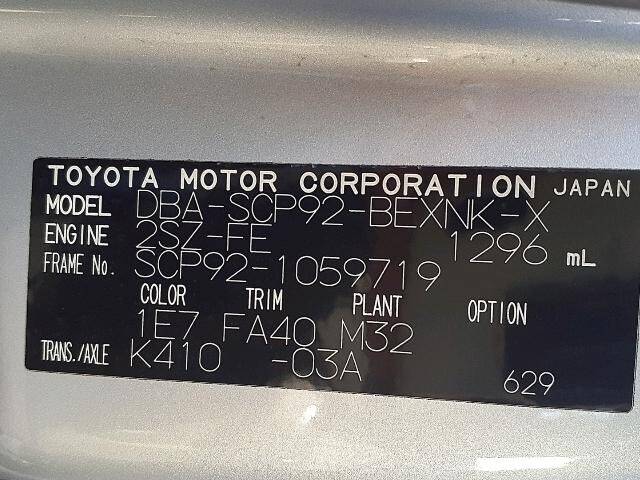 TOYOTA MOTOR CORPORATION JAPAN
MODEL DBA-SCP92-BEXNK-X
ENGINE 2SZ-FE 1296 mL
FRAME No. SCP92-1059719
COLOR TRIM PLANT OPTION
1E7 FA40 M32
TRANS./AXLE K410 -03A
629